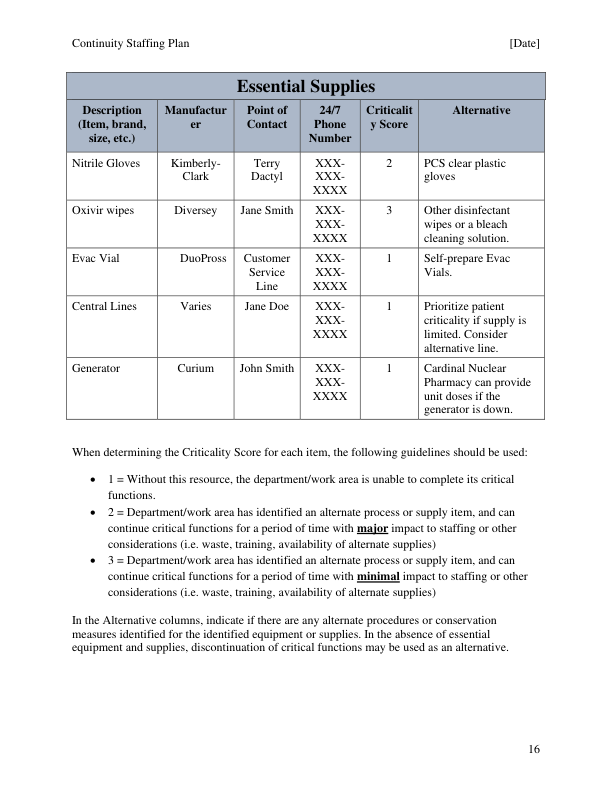 Continuity Staffing Plan [Date]
Essential Supplies
Description (Item, brand, size, etc.) Manufacturer Point of Contact 24/7 Phone Number Criticality Score Alternative
Nitrile Gloves Kimberly-Clark Terry Dactyl XXX-XXX-XXXX 2 PCS clear plastic gloves
Oxivir wipes Diversey Jane Smith XXX-XXX-XXXX 3 Other disinfectant wipes or a bleach cleaning solution.
Evac Vial DuoPross Customer Service Line XXX-XXX-XXXX 1 Self-prepare Evac Vials.
Central Lines Varies Jane Doe XXX-XXX-XXXX 1 Prioritize patient criticality if supply is limited. Consider alternative line.
Generator Curium John Smith XXX-XXX-XXXX 1 Cardinal Nuclear Pharmacy can provide unit doses if the generator is down.
When determining the Criticality Score for each item, the following guidelines should be used:
• 1 = Without this resource, the department/work area is unable to complete its critical
functions.
• 2 = Department/work area has identified an alternate process or supply item, and can
continue critical functions for a period of time with major impact to staffing or other
considerations (i.e. waste, training, availability of alternate supplies)
• 3 = Department/work area has identified an alternate process or supply item, and can
continue critical functions for a period of time with minimal impact to staffing or other
considerations (i.e. waste, training, availability of alternate supplies)
In the Alternative columns, indicate if there are any alternate procedures or conservation
measures identified for the identified equipment or supplies. In the absence of essential
equipment and supplies, discontinuation of critical functions may be used as an alternative.
16